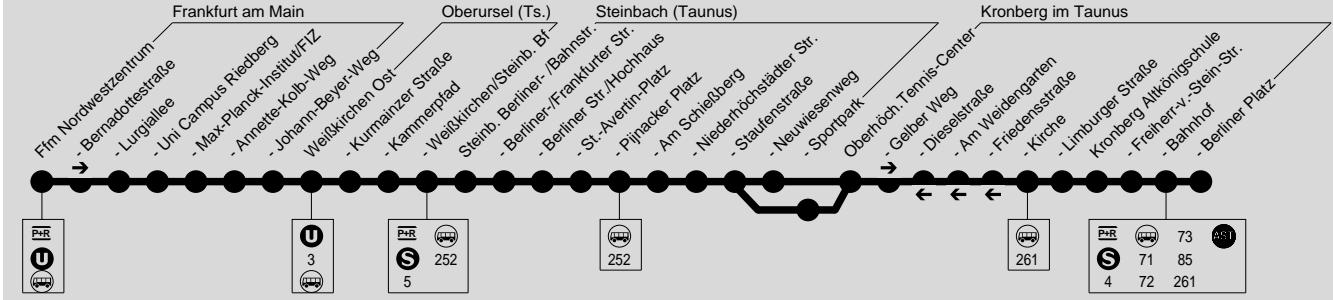 Frankfurt am Main
Oberursel (Ts.)
Steinbach (Taunus)
Kronberg im Taunus
Ffm Nordwestzentrum
- Bernadottestraße
- Lurgiallee
- Uni Campus Riedberg
- Max-Planck-Institut/FIZ
- Annette-Kolb-Weg
- Johann-Beyer-Weg
Weißkirchen Ost
- Kurmainzer Straße
- Kammerpfad
- Weißkirchen/Steinb. Bf
Steinb. Berliner- /Bahnstr.
- Berliner-/Frankfurter Str.
- Berliner Str./Hochhaus
- St.-Avertin-Platz
- Pijnacker Platz
- Am Schießberg
- Niederhöchstädter Str.
- Staufenstraße
- Neuwiesenweg
- Sportpark
Oberhöch.Tennis-Center
- Gelber Weg
- Dieselstraße
- Am Weidengarten
- Friedensstraße
- Kirche
- Limburger Straße
Kronberg Altkönigschule
- Freiherr-v.-Stein-Str.
- Bahnhof
- Berliner Platz
P+R
U
U
3
P+R
S 252
5
252
261
P+R 73 AST
S 71 85
4 72 261